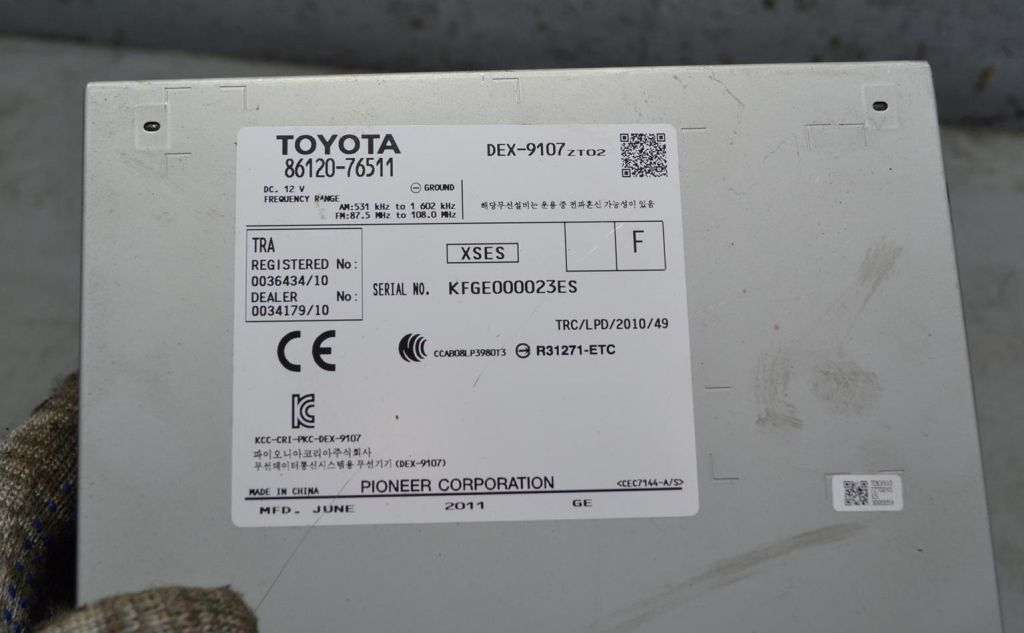 TOYOTA
86120-76511
DEX-9107 ZT02
DC. 12 V
GROUND
FREQUENCY RANGE
AM:531 kHz to 1 602 kHz
FM:87.5 MHz to 108.0 MHz
해당무선설비는 운용 중 전파혼신 가능성이 있음
TRA
REGISTERED No:
0036434/10
DEALER No:
0034179/10
XSES
F
SERIAL NO. KFGE000023ES
TRC/LPD/2010/49
CE
CCAB08LP3980T3
R31271-ETC
KCC-CRI-PKC-DEX-9107
파이오니아코리아주식회사
무선데이터통신시스템용 무선기기 (DEX-9107)
MADE IN CHINA PIONEER CORPORATION <CEC7144-A/S>
MFD. JUNE 2011 GE